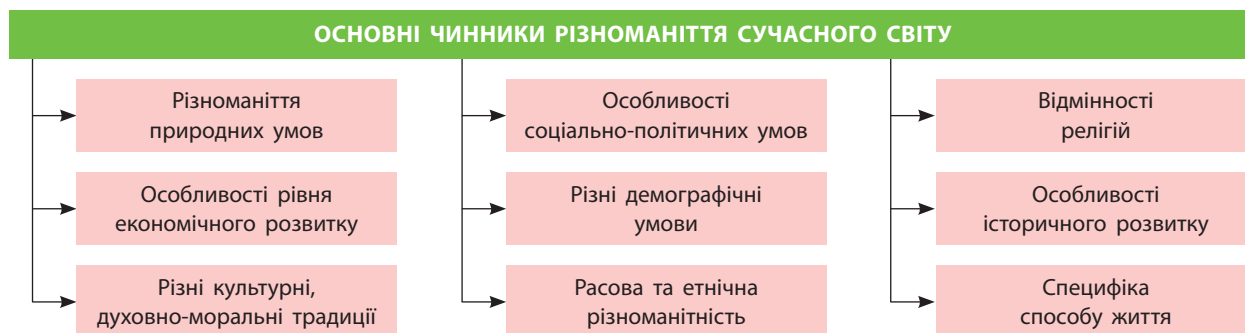 ОСНОВНІ ЧИННИКИ РІЗНОМАНІТТЯ СУЧАСНОГО СВІТУ
Різноманіття
природних умов
Особливості рівня
економічного розвитку
Різні культурні,
духовно-моральні традиції
Особливості
соціально-політичних умов
Різні демографічні
умови
Расова та етнічна
різноманітність
Відмінності
релігій
Особливості
історичного розвитку
Специфіка
способу життя